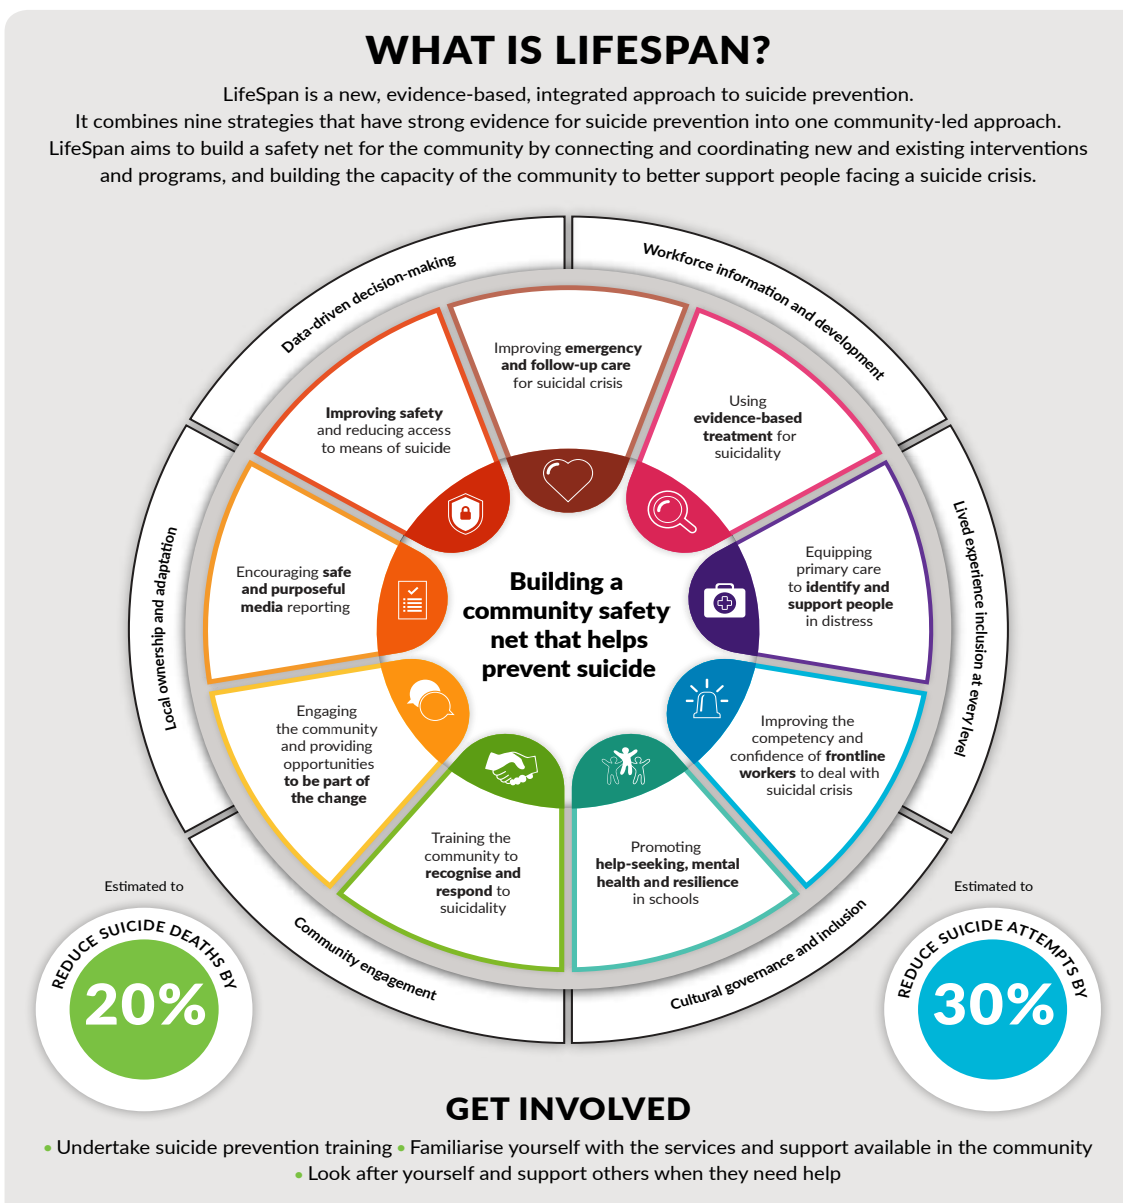 WHAT IS LIFESPAN?
LifeSpan is a new, evidence-based, integrated approach to suicide prevention.
It combines nine strategies that have strong evidence for suicide prevention into one community-led approach.
LifeSpan aims to build a safety net for the community by connecting and coordinating new and existing interventions
and programs, and building the capacity of the community to better support people facing a suicide crisis.
Data-driven decision-making
Workforce information and development
Lived experience inclusion at every level
Cultural governance and inclusion
Community engagement
Local ownership and adaptation
Improving emergency
and follow-up care
for suicidal crisis
Using
evidence-based
treatment for
suicidality
Equipping
primary care
to identify and
support people
in distress
Improving the
competency and
confidence of frontline
workers to deal with
suicidal crisis
Promoting
help-seeking, mental
health and resilience
in schools
Training the
community to
recognise and
respond to
suicidality
Engaging
the community
and providing
opportunities
to be part of
the change
Encouraging safe
and purposeful
media reporting
Improving safety
and reducing access
to means of suicide
Building a
community safety
net that helps
prevent suicide
Estimated to
REDUCE SUICIDE DEATHS BY
20%
Estimated to
REDUCE SUICIDE ATTEMPTS BY
30%
GET INVOLVED
• Undertake suicide prevention training • Familiarise yourself with the services and support available in the community
• Look after yourself and support others when they need help